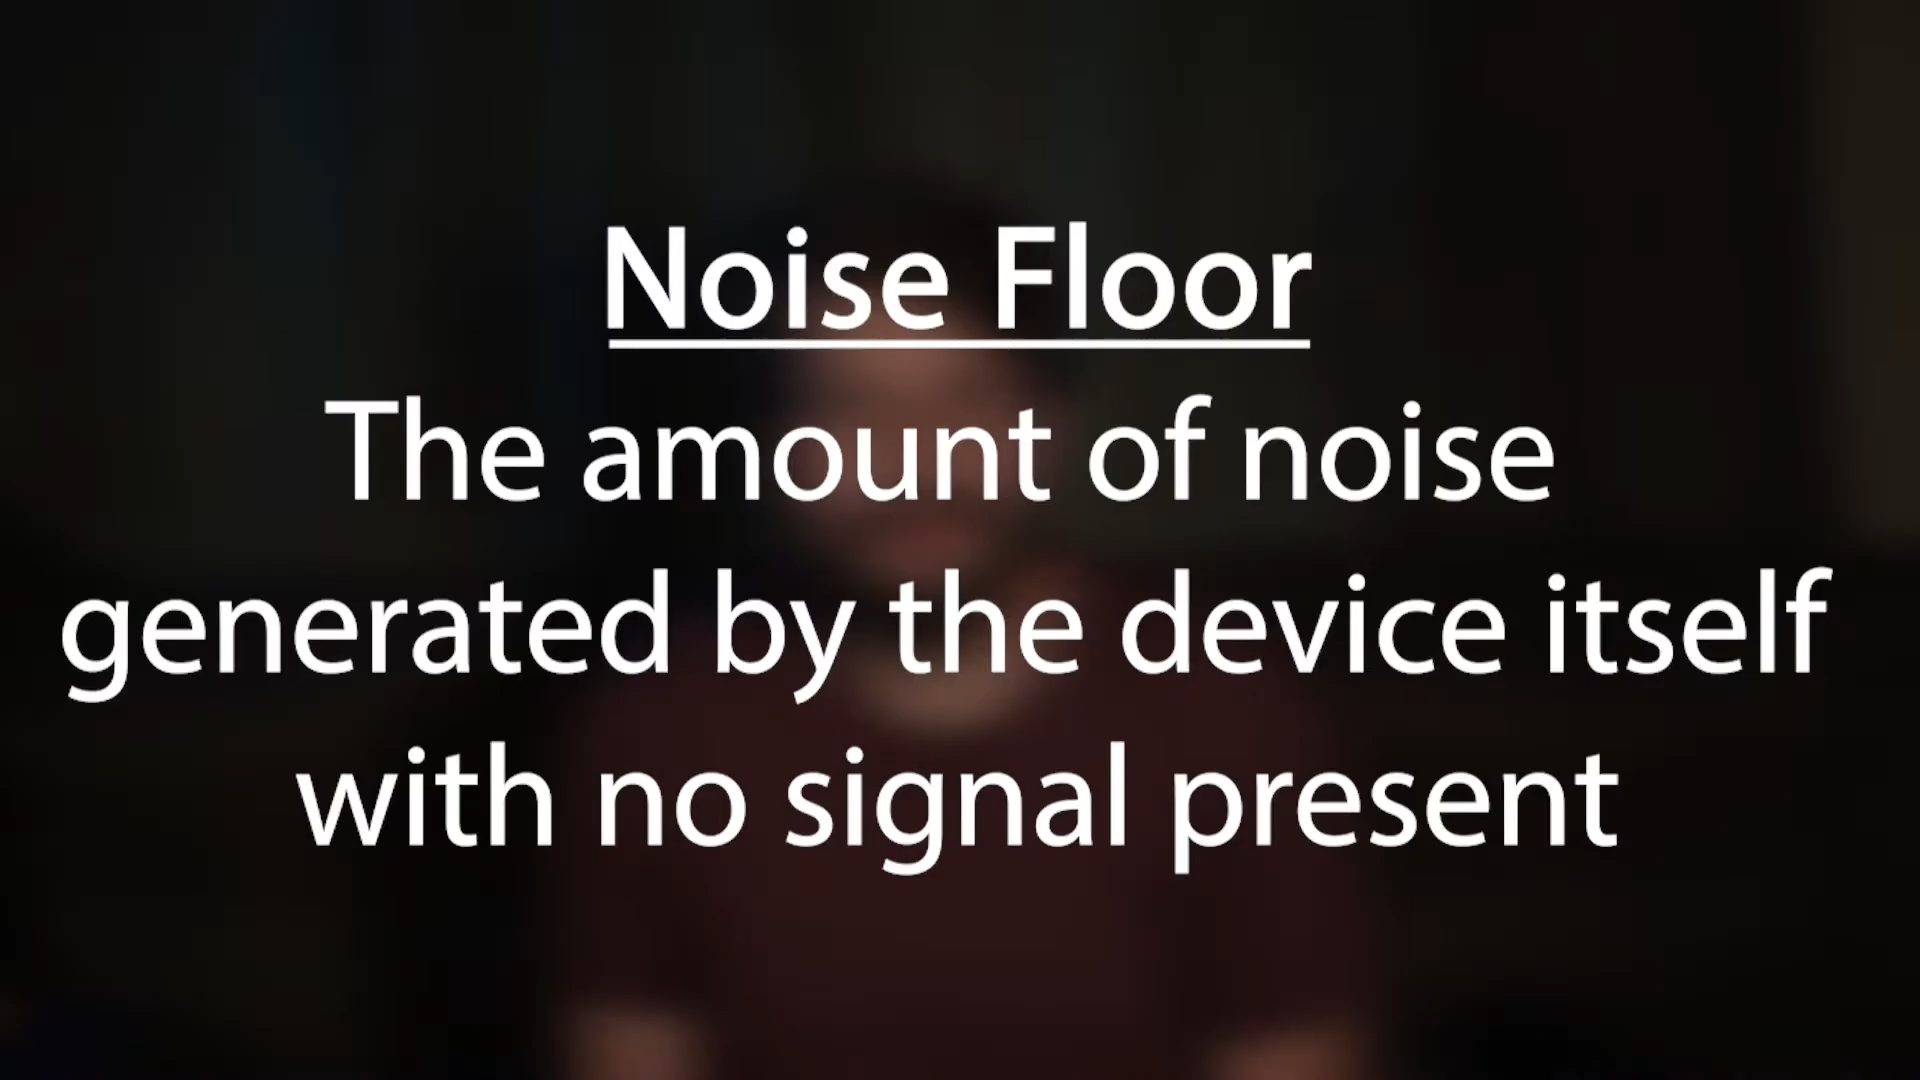 Noise Floor
The amount of noise
generated by the device itself
with no signal present